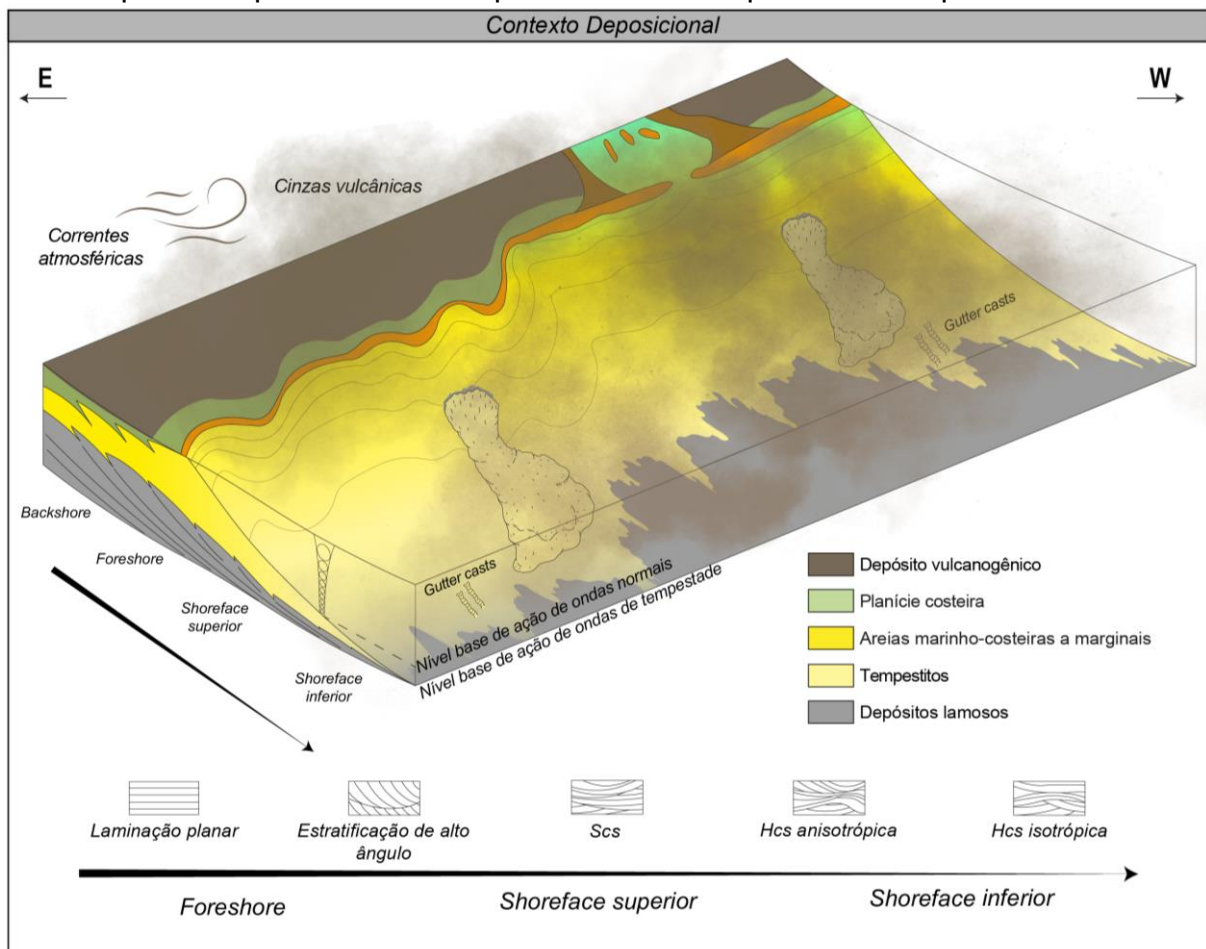 Contexto Deposicional
E
W
Cinzas vulcânicas
Correntes
atmosféricas
Gutter casts
Backshore
Foreshore
Shoreface
superior
Shoreface
inferior
Gutter casts
Nível base de ação de ondas normais
Nível base de ação de ondas de tempestade
Depósito vulcanogênico
Planície costeira
Areias marinho-costeiras a marginais
Tempestitos
Depósitos lamosos
Laminação planar
Estratificação de alto
ângulo
Scs
Hcs anisotrópica
Hcs isotrópica
Foreshore
Shoreface superior
Shoreface inferior